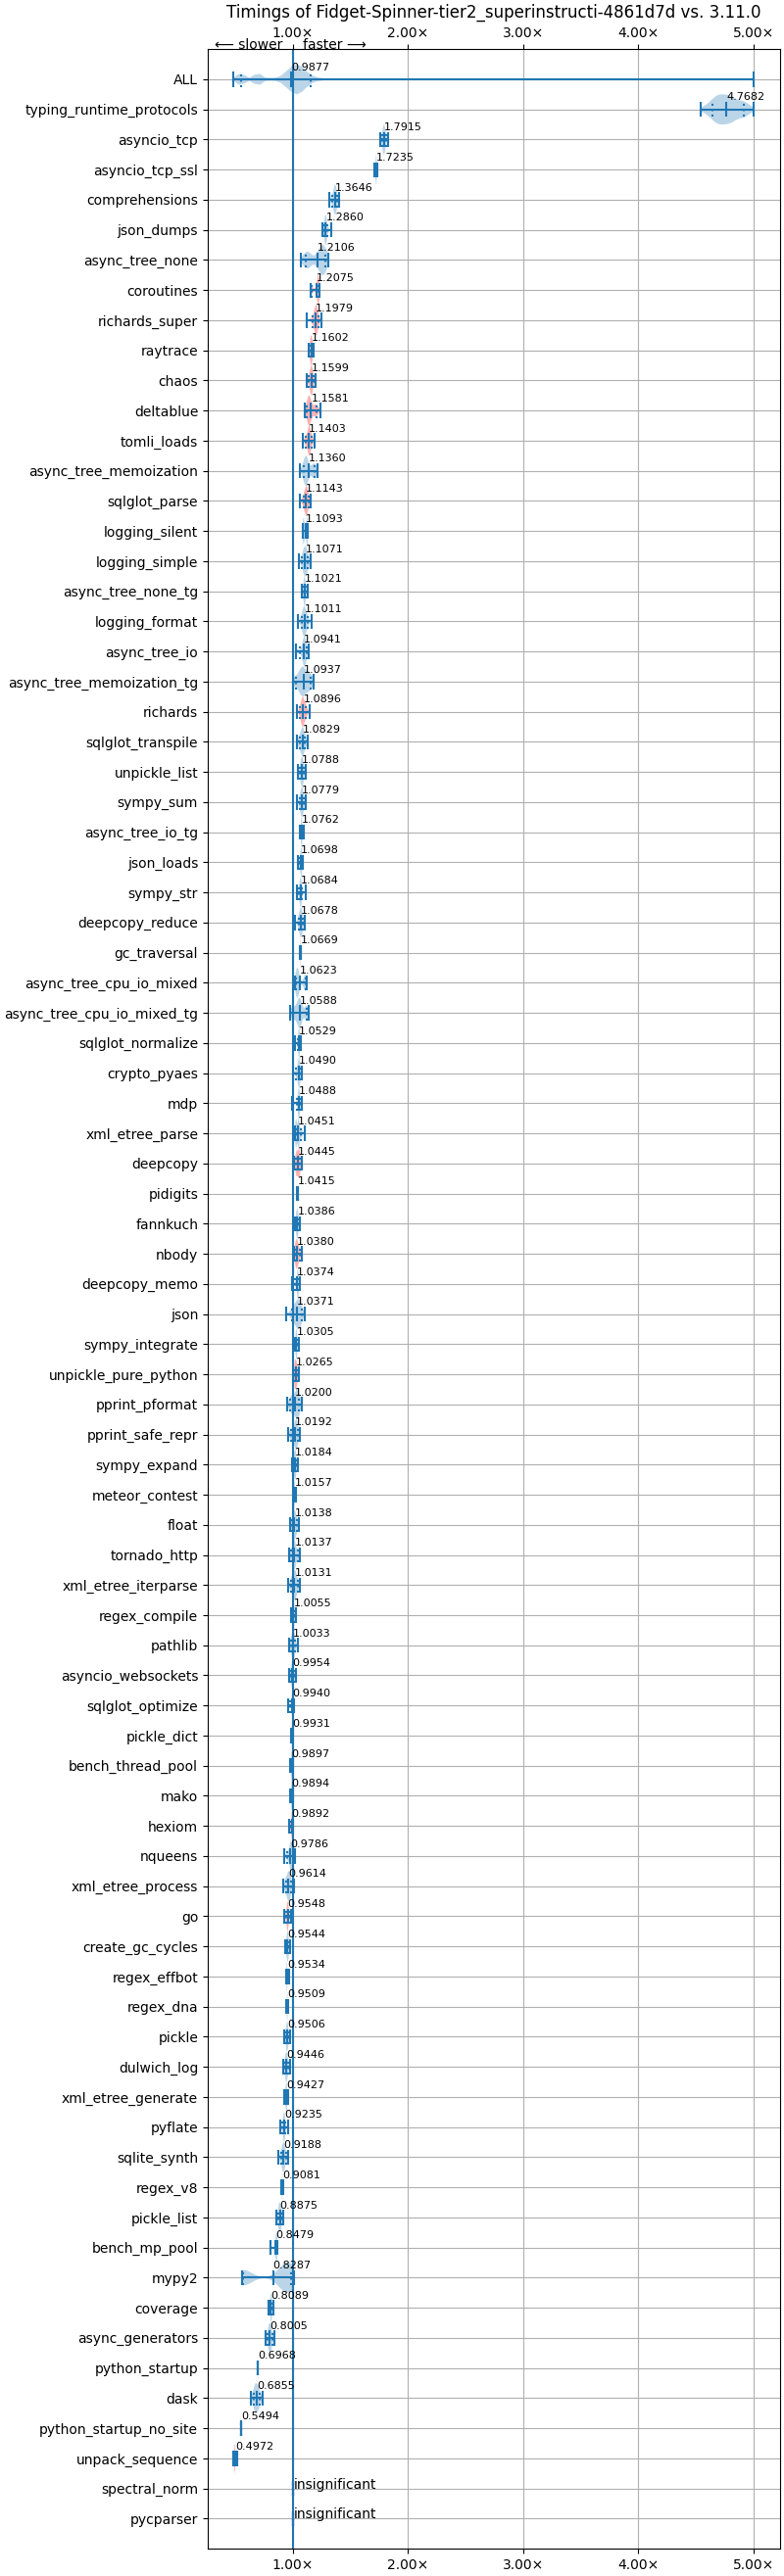 Timings of Fidget-Spinner-tier2_superinstructi-4861d7d vs. 3.11.0
1.00× 2.00× 3.00× 4.00× 5.00×
⟵ slower faster ⟶
ALL 0.9877
typing_runtime_protocols 4.7682
asyncio_tcp 1.7915
asyncio_tcp_ssl 1.7235
comprehensions 1.3646
json_dumps 1.2860
async_tree_none 1.2106
coroutines 1.2075
richards_super 1.1979
raytrace 1.1602
chaos 1.1599
deltablue 1.1581
tomli_loads 1.1403
async_tree_memoization 1.1360
sqlglot_parse 1.1143
logging_silent 1.1093
logging_simple 1.1071
async_tree_none_tg 1.1021
logging_format 1.1011
async_tree_io 1.0941
async_tree_memoization_tg 1.0937
richards 1.0896
sqlglot_transpile 1.0829
unpickle_list 1.0788
sympy_sum 1.0779
async_tree_io_tg 1.0762
json_loads 1.0698
sympy_str 1.0684
deepcopy_reduce 1.0678
gc_traversal 1.0669
async_tree_cpu_io_mixed 1.0623
async_tree_cpu_io_mixed_tg 1.0588
sqlglot_normalize 1.0529
crypto_pyaes 1.0490
mdp 1.0488
xml_etree_parse 1.0451
deepcopy 1.0445
pidigits 1.0415
fannkuch 1.0386
nbody 1.0380
deepcopy_memo 1.0374
json 1.0371
sympy_integrate 1.0305
unpickle_pure_python 1.0265
pprint_pformat 1.0200
pprint_safe_repr 1.0192
sympy_expand 1.0184
meteor_contest 1.0157
float 1.0138
tornado_http 1.0137
xml_etree_iterparse 1.0131
regex_compile 1.0055
pathlib 1.0033
asyncio_websockets 0.9954
sqlglot_optimize 0.9940
pickle_dict 0.9931
bench_thread_pool 0.9897
mako 0.9894
hexiom 0.9892
nqueens 0.9786
xml_etree_process 0.9614
go 0.9548
create_gc_cycles 0.9544
regex_effbot 0.9534
regex_dna 0.9509
pickle 0.9506
dulwich_log 0.9446
xml_etree_generate 0.9427
pyflate 0.9235
sqlite_synth 0.9188
regex_v8 0.9081
pickle_list 0.8875
bench_mp_pool 0.8479
mypy2 0.8287
coverage 0.8089
async_generators 0.8005
python_startup 0.6968
dask 0.6855
python_startup_no_site 0.5494
unpack_sequence 0.4972
spectral_norm insignificant
pycparser insignificant
1.00× 2.00× 3.00× 4.00× 5.00×